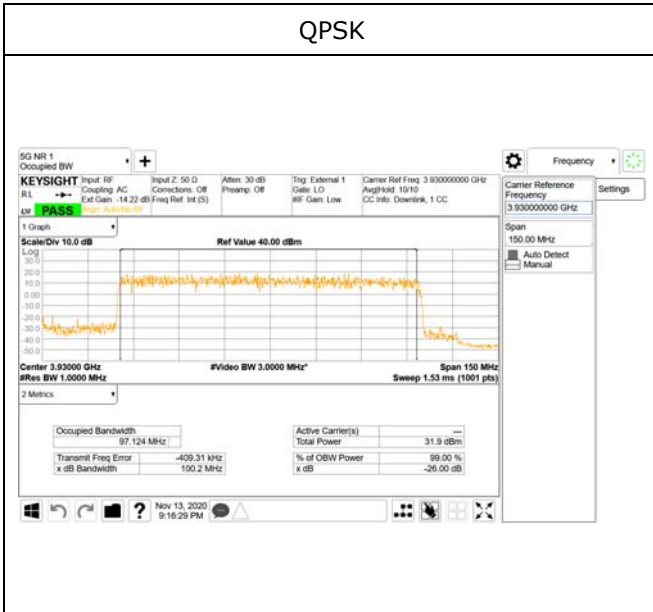 QPSK
5G NR 1
Occupied BW
+
Frequency
KEYSIGHT Input: RF Input Z: 50 Ω Atten: 30 dB Trig: External 1 Carrier Ref Freq: 3.930000000 GHz
RL Coupling: AC Corrections: Off Preamp: Off Gate: LO Avg|Hold: 10/10
Ext Gain: -14.22 dB Freq Ref: Int (S) #IF Gain: Low CC Info: Downlink, 1 CC
PASS Align: Auto/No RF
Carrier Reference
Frequency
3.930000000 GHz
Settings
Span
150.00 MHz
Auto Detect
Manual
1 Graph
Scale/Div 10.0 dB Ref Value 40.00 dBm
Log
30.0
20.0
10.0
0.00
-10.0
-20.0
-30.0
-40.0
-50.0
Center 3.93000 GHz #Video BW 3.0000 MHz* Span 150 MHz
#Res BW 1.0000 MHz Sweep 1.53 ms (1001 pts)
2 Metrics
Occupied Bandwidth Active Carrier(s) ---
97.124 MHz Total Power 31.9 dBm
Transmit Freq Error -409.31 kHz % of OBW Power 99.00 %
x dB Bandwidth 100.2 MHz x dB -26.00 dB
? Nov 13, 2020
9:16:29 PM